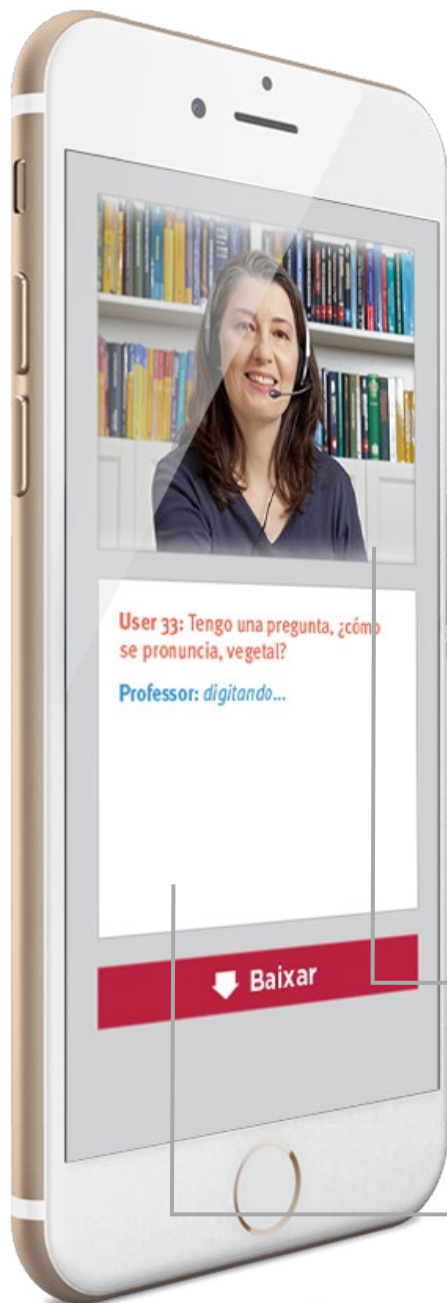 User 33: Tengo una pregunta, ¿cómo
se pronuncia, vegetal?
Professor: digitando...
Baixar